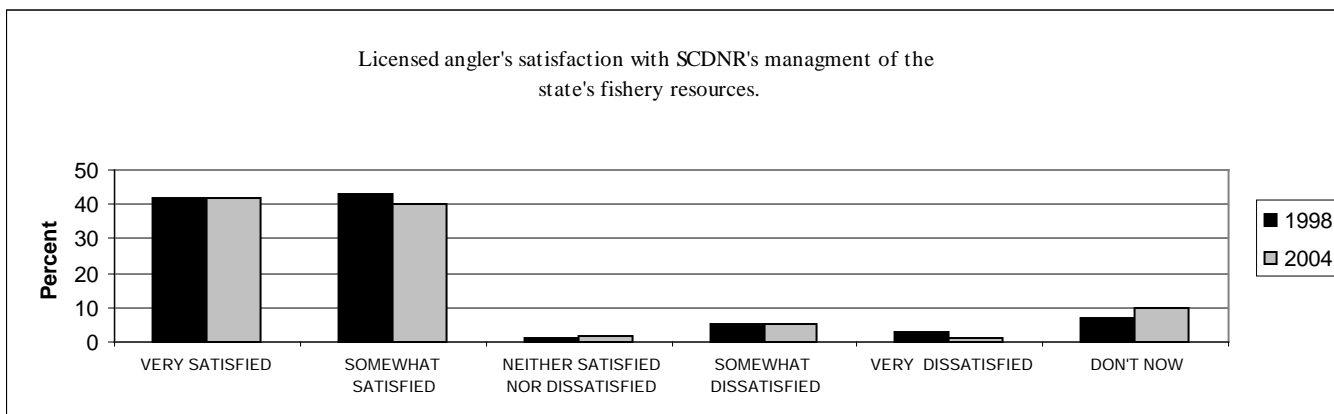 Licensed angler's satisfaction with SCDNR's managment of the
state's fishery resources.
Percent
50
40
30
20
10
0
VERY SATISFIED
SOMEWHAT
SATISFIED
NEITHER SATISFIED
NOR DISSATISFIED
SOMEWHAT
DISSATISFIED
VERY DISSATISFIED
DON'T NOW
1998
2004